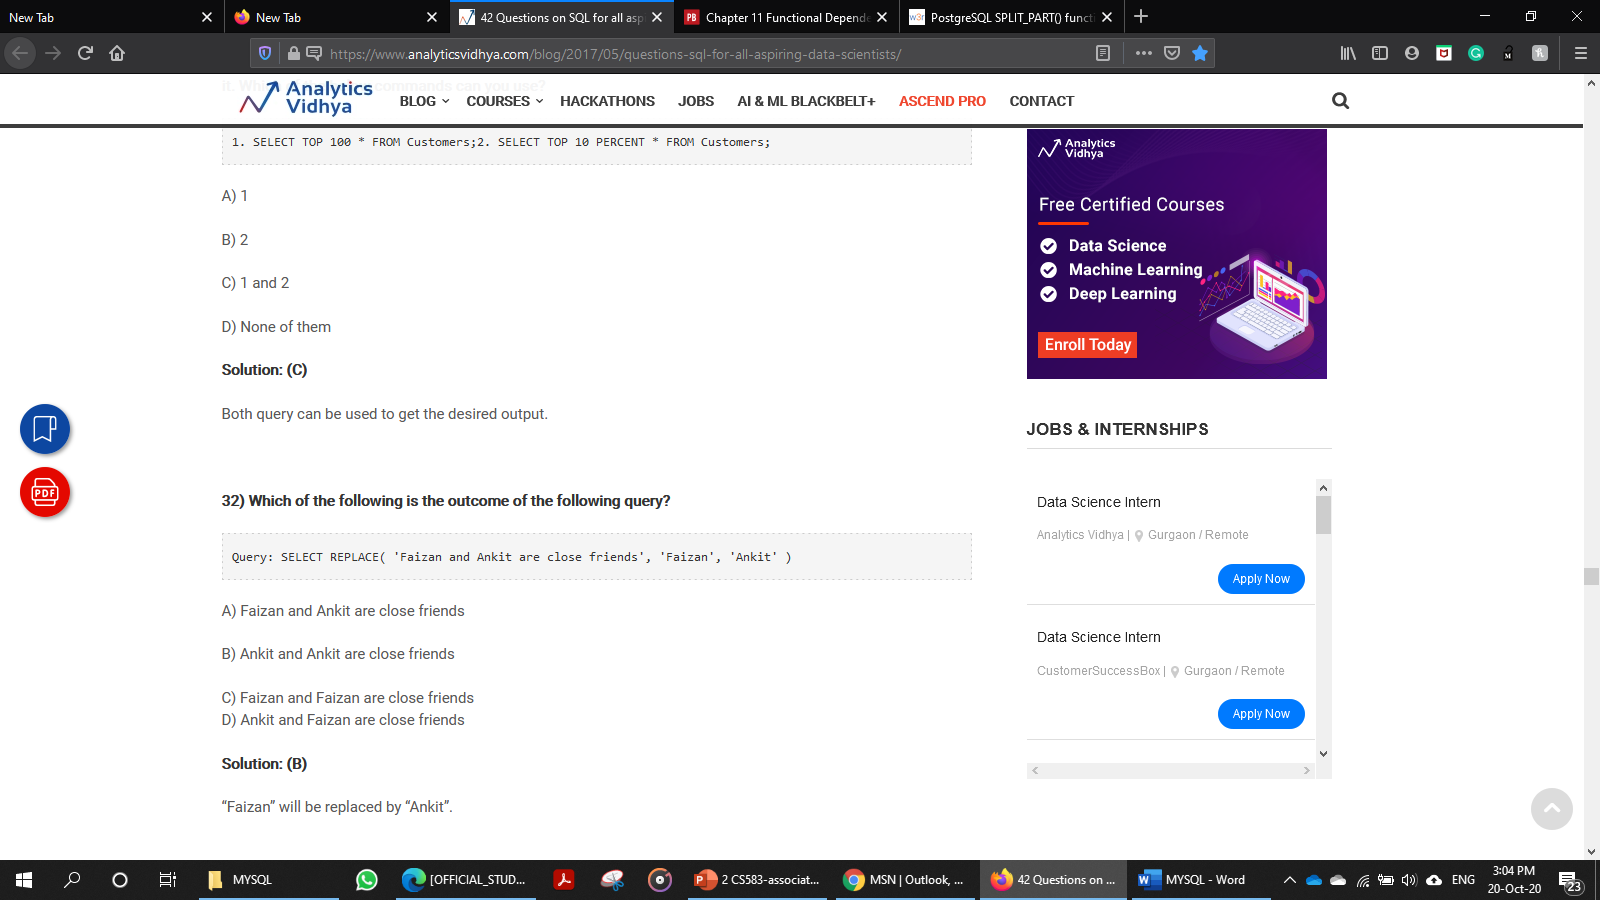 New Tab
New Tab
42 Questions on SQL for all asp
Chapter 11 Functional Depende
PostgreSQL SPLIT_PART() funct
https://www.analyticsvidhya.com/blog/2017/05/questions-sql-for-all-aspiring-data-scientists/
commands can you use?
Analytics Vidhya
BLOG COURSES HACKATHONS JOBS AI & ML BLACKBELT+ ASCEND PRO CONTACT
1. SELECT TOP 100 * FROM Customers;2. SELECT TOP 10 PERCENT * FROM Customers;
A) 1
B) 2
C) 1 and 2
D) None of them
Solution: (C)
Both query can be used to get the desired output.
32) Which of the following is the outcome of the following query?
Query: SELECT REPLACE( 'Faizan and Ankit are close friends', 'Faizan', 'Ankit' )
A) Faizan and Ankit are close friends
B) Ankit and Ankit are close friends
C) Faizan and Faizan are close friends
D) Ankit and Faizan are close friends
Solution: (B)
“Faizan” will be replaced by “Ankit”.
PDF
Analytics Vidhya
Free Certified Courses
Data Science
Machine Learning
Deep Learning
Enroll Today
JOBS & INTERNSHIPS
Data Science Intern
Analytics Vidhya | Gurgaon / Remote
Apply Now
Data Science Intern
CustomerSuccessBox | Gurgaon / Remote
Apply Now
MYSQL
[OFFICIAL_STUD...
2 CS583-associat...
MSN | Outlook, ...
42 Questions on ...
MYSQL - Word
ENG
3:04 PM
20-Oct-20
23